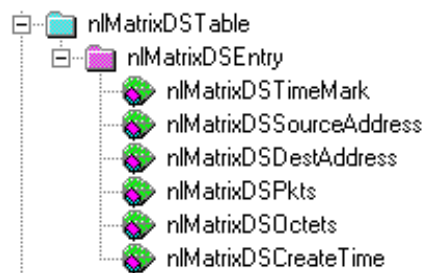 nlMatrixDSTable
nlMatrixDSEntry
nlMatrixDSTimeMark
nlMatrixDSSourceAddress
nlMatrixDSDestAddress
nlMatrixDSPkts
nlMatrixDSOctets
nlMatrixDSCreateTime